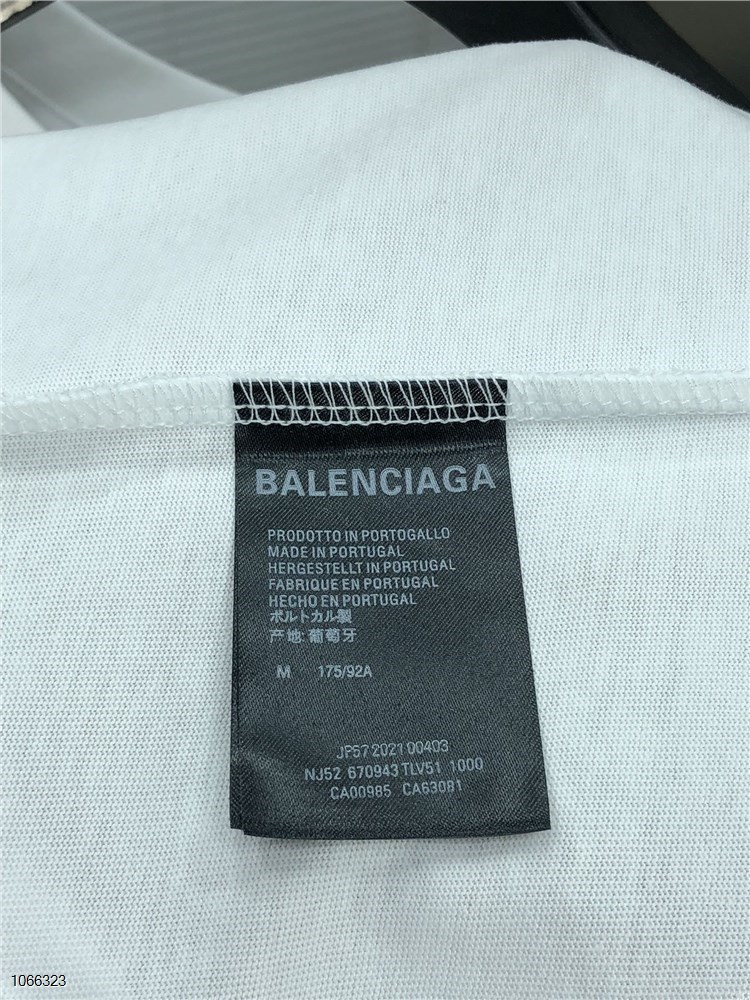 BALENCIAGA
PRODOTTO IN PORTOGALLO
MADE IN PORTUGAL
HERGESTELLT IN PORTUGAL
FABRIQUE EN PORTUGAL
HECHO EN PORTUGAL
ポルトカル製
产地:葡萄牙
M 175/92A
JP57 2021 00403
NJ52 670943 TLV51 1000
CA00985 CA63081
1066323